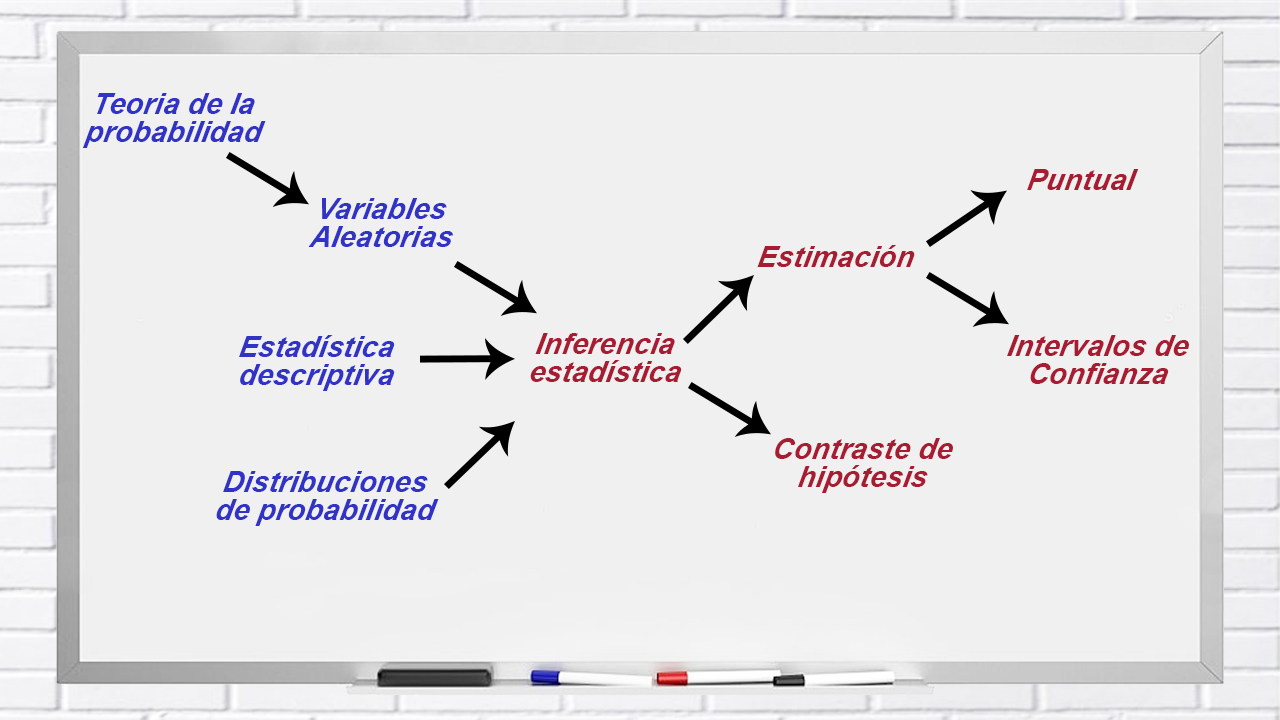 Teoria de la
probabilidad
Variables
Aleatorias
Estadística
descriptiva
Distribuciones
de probabilidad
Inferencia
estadística
Estimación
Puntual
Intervalos de
Confianza
Contraste de
hipótesis